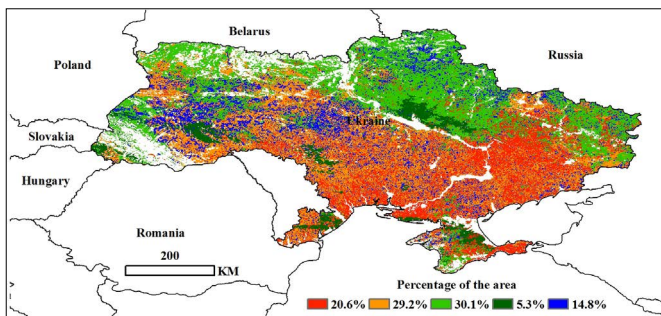 Belarus
Poland
Russia
Ukraine
Slovakia
Hungary
Romania
200
KM
Percentage of the area
20.6% 29.2% 30.1% 5.3% 14.8%